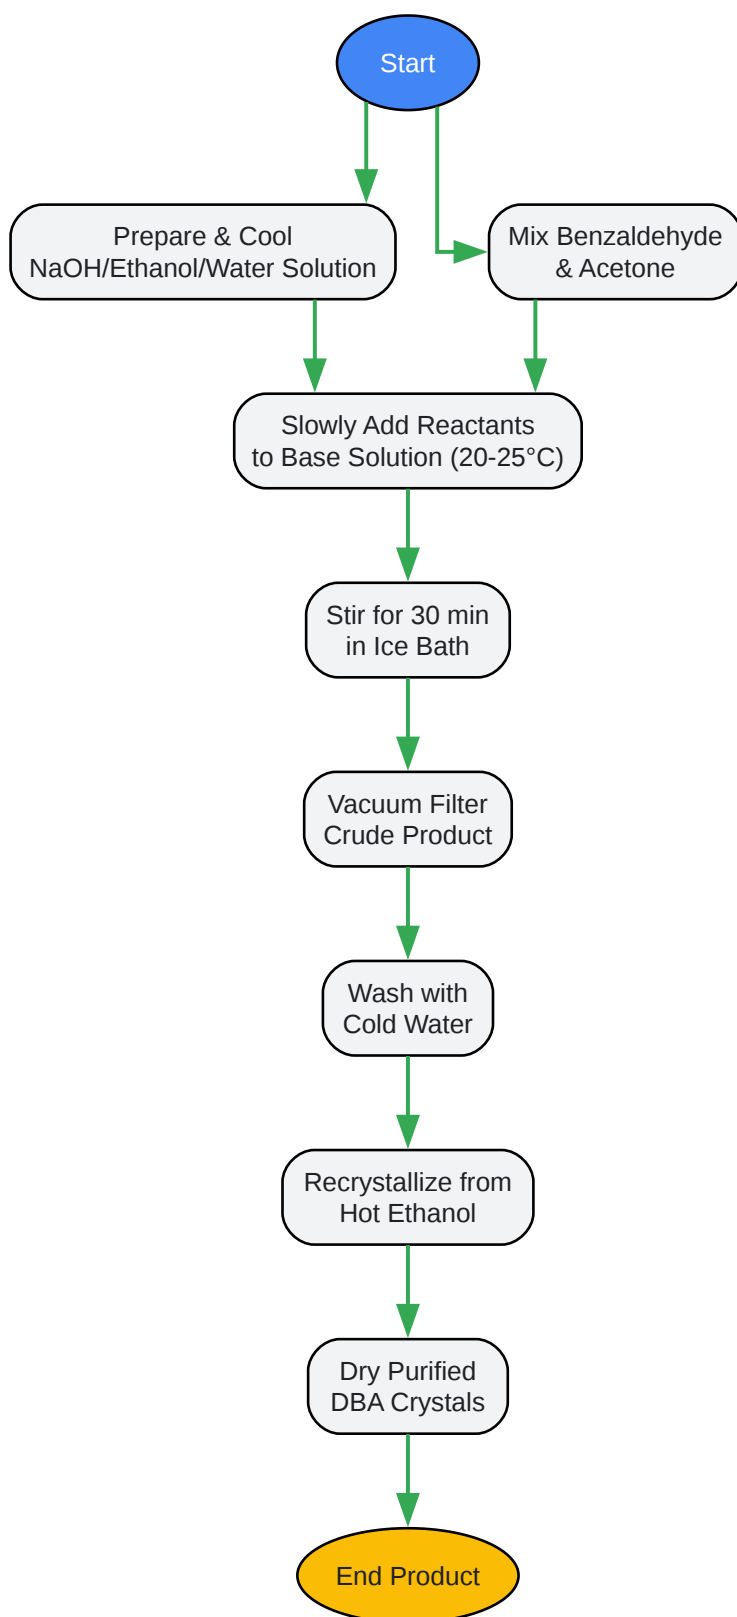 Start
Prepare & Cool
NaOH/Ethanol/Water Solution
Mix Benzaldehyde
& Acetone
Slowly Add Reactants
to Base Solution (20-25°C)
Stir for 30 min
in Ice Bath
Vacuum Filter
Crude Product
Wash with
Cold Water
Recrystallize from
Hot Ethanol
Dry Purified
DBA Crystals
End Product